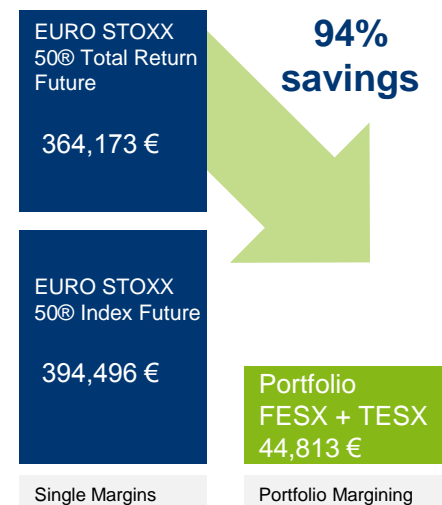 EURO STOXX
50® Total Return
Future
364,173 €
94%
savings
EURO STOXX
50® Index Future
394,496 €
Portfolio
FESX + TESX
44,813 €
Single Margins
Portfolio Margining